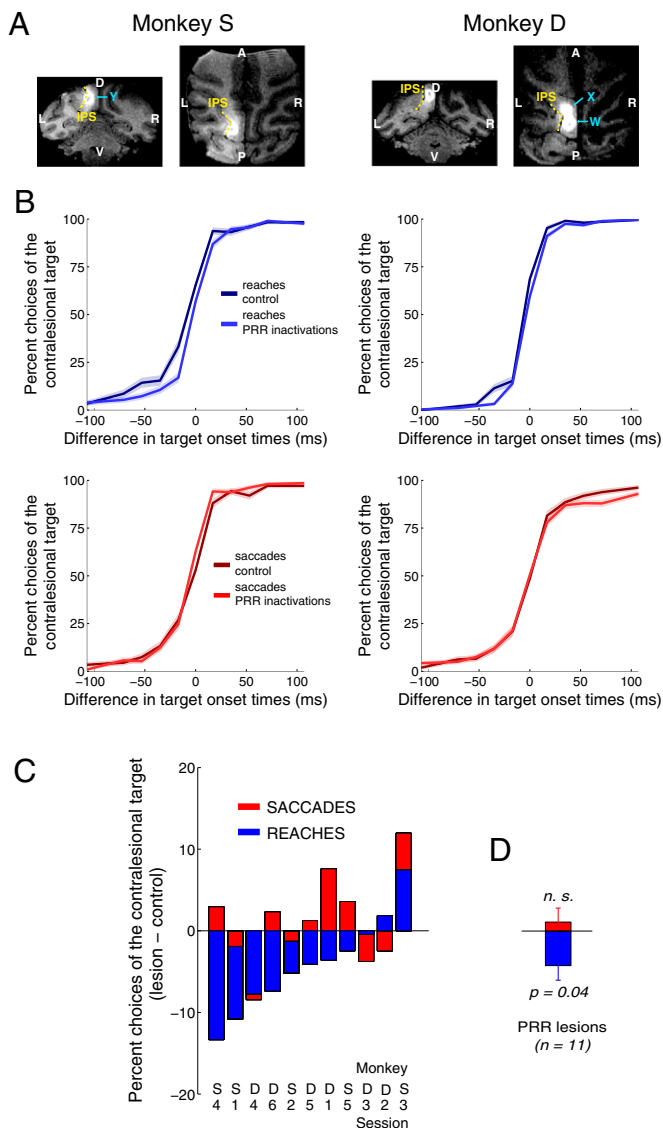 A
Monkey S
Monkey D
D
Y
IPS
L
R
V
A
IPS
L
R
P
IPS
D
L
R
V
A
IPS
X
W
L
R
P
B
Percent choices of the
contralesional target
100
75
50
25
0
−100
−50
0
50
100
Difference in target onset times (ms)
reaches
control
reaches
PRR inactivations
Percent choices of the
contralesional target
100
75
50
25
0
−100
−50
0
50
100
Difference in target onset times (ms)
Percent choices of the
contralesional target
100
75
50
25
0
−100
−50
0
50
100
Difference in target onset times (ms)
saccades
control
saccades
PRR inactivations
Percent choices of the
contralesional target
100
75
50
25
0
−100
−50
0
50
100
Difference in target onset times (ms)
C
Percent choices of the contralesional target
(lesion − control)
20
10
0
−10
−20
SACCADES
REACHES
Monkey
S S D D S D D S D D S
4 1 4 6 2 5 1 5 3 2 3
Session
D
n. s.
p = 0.04
PRR lesions
(n = 11)